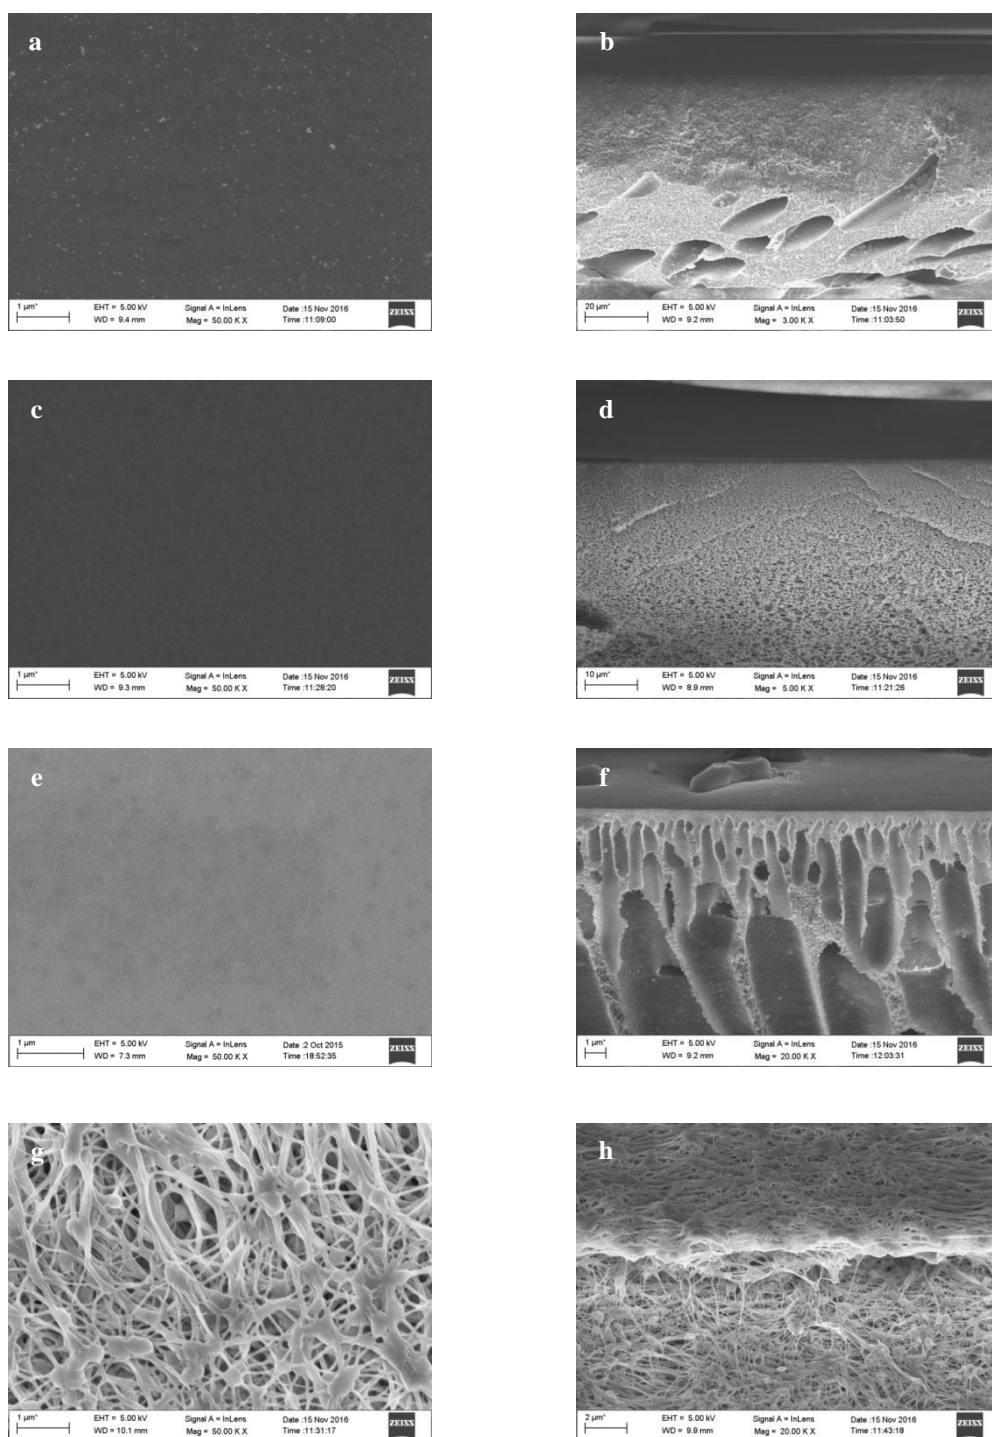 a
1 µm*
EHT = 5.00 kV
Signal A = InLens
Date :15 Nov 2016
ZEISS
WD = 9.4 mm
Mag = 50.00 K X
Time :11:09:00
b
20 µm*
EHT = 5.00 kV
Signal A = InLens
Date :15 Nov 2016
ZEISS
WD = 9.2 mm
Mag = 3.00 K X
Time :11:03:50
c
1 µm*
EHT = 5.00 kV
Signal A = InLens
Date :15 Nov 2016
ZEISS
WD = 9.3 mm
Mag = 50.00 K X
Time :11:28:20
d
10 µm*
EHT = 5.00 kV
Signal A = InLens
Date :15 Nov 2016
ZEISS
WD = 8.9 mm
Mag = 5.00 K X
Time :11:21:26
e
1 µm
EHT = 5.00 kV
Signal A = InLens
Date :2 Oct 2015
ZEISS
WD = 7.3 mm
Mag = 50.00 K X
Time :18:52:35
f
1 µm*
EHT = 5.00 kV
Signal A = InLens
Date :15 Nov 2016
ZEISS
WD = 9.2 mm
Mag = 20.00 K X
Time :12:03:31
g
1 µm*
EHT = 5.00 kV
Signal A = InLens
Date :15 Nov 2016
ZEISS
WD = 10.1 mm
Mag = 50.00 K X
Time :11:31:17
h
2 µm*
EHT = 5.00 kV
Signal A = InLens
Date :15 Nov 2016
ZEISS
WD = 9.9 mm
Mag = 20.00 K X
Time :11:43:18